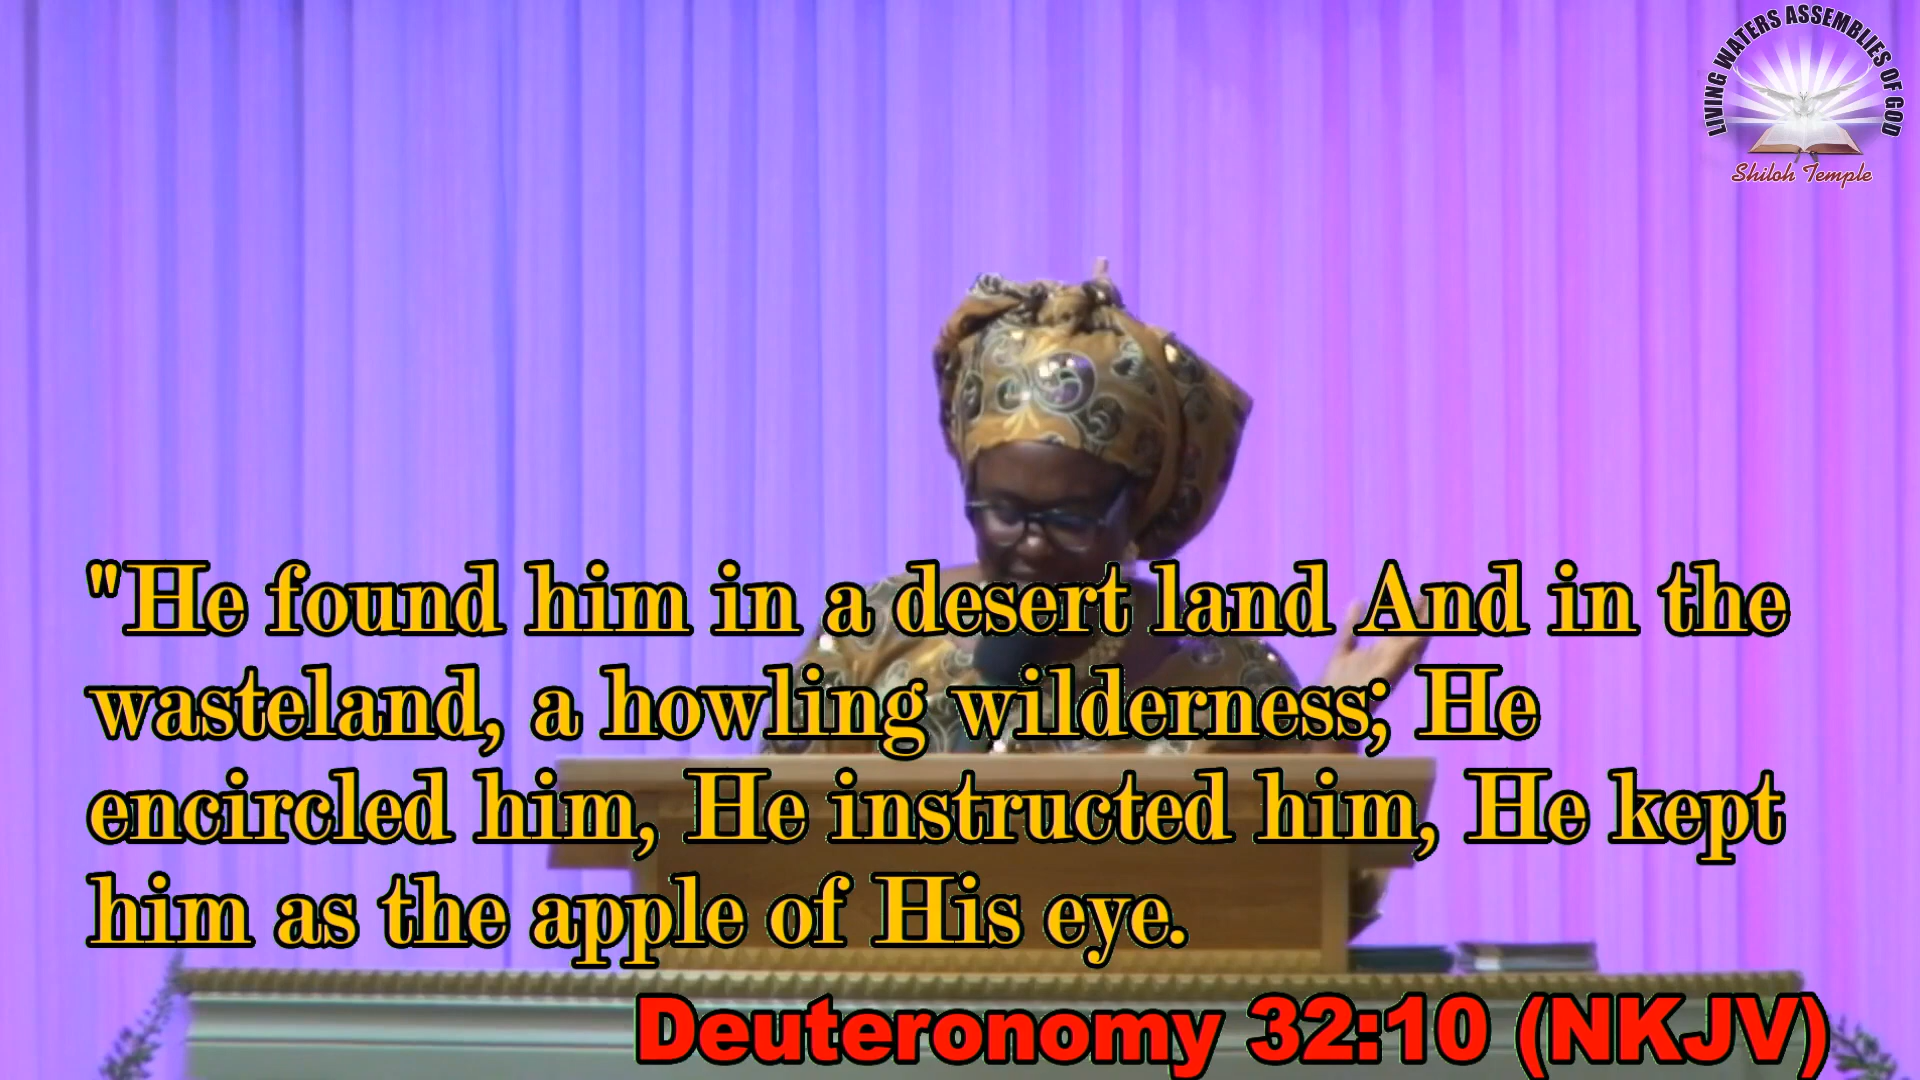 LIVING WATERS ASSEMBLIES OF GOD
Shiloh Temple
"He found him in a desert land And in the
wasteland, a howling wilderness; He
encircled him, He instructed him, He kept
him as the apple of His eye.
Deuteronomy 32:10 (NKJV)